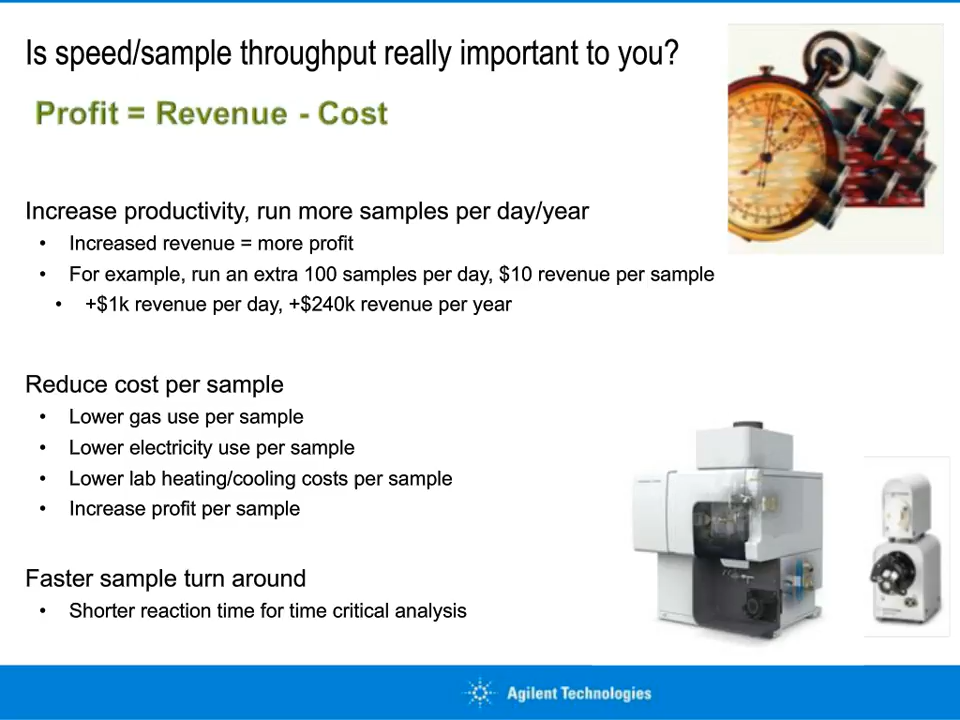 Is speed/sample throughput really important to you?
Profit = Revenue - Cost
Increase productivity, run more samples per day/year
• Increased revenue = more profit
• For example, run an extra 100 samples per day, $10 revenue per sample
• +$1k revenue per day, +$240k revenue per year
Reduce cost per sample
• Lower gas use per sample
• Lower electricity use per sample
• Lower lab heating/cooling costs per sample
• Increase profit per sample
Faster sample turn around
• Shorter reaction time for time critical analysis
Agilent Technologies